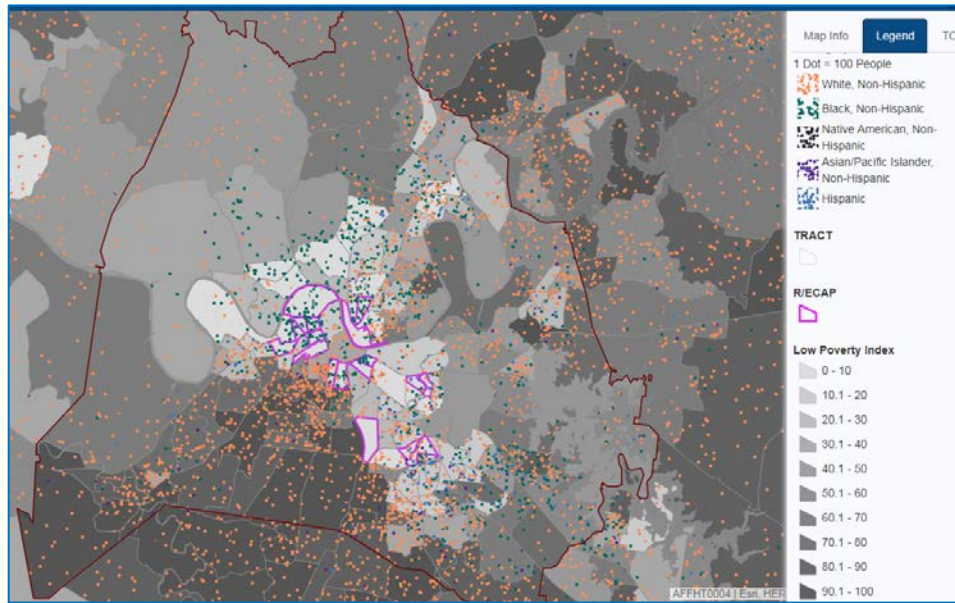 Map Info Legend TC
1 Dot = 100 People
White, Non-Hispanic
Black, Non-Hispanic
Native American, Non-
Hispanic
Asian/Pacific Islander,
Non-Hispanic
Hispanic
TRACT
R/ECAP
Low Poverty Index
0 - 10
10.1 - 20
20.1 - 30
30.1 - 40
40.1 - 50
50.1 - 60
60.1 - 70
70.1 - 80
80.1 - 90
90.1 - 100
AFFHT0004 | Esri, HER